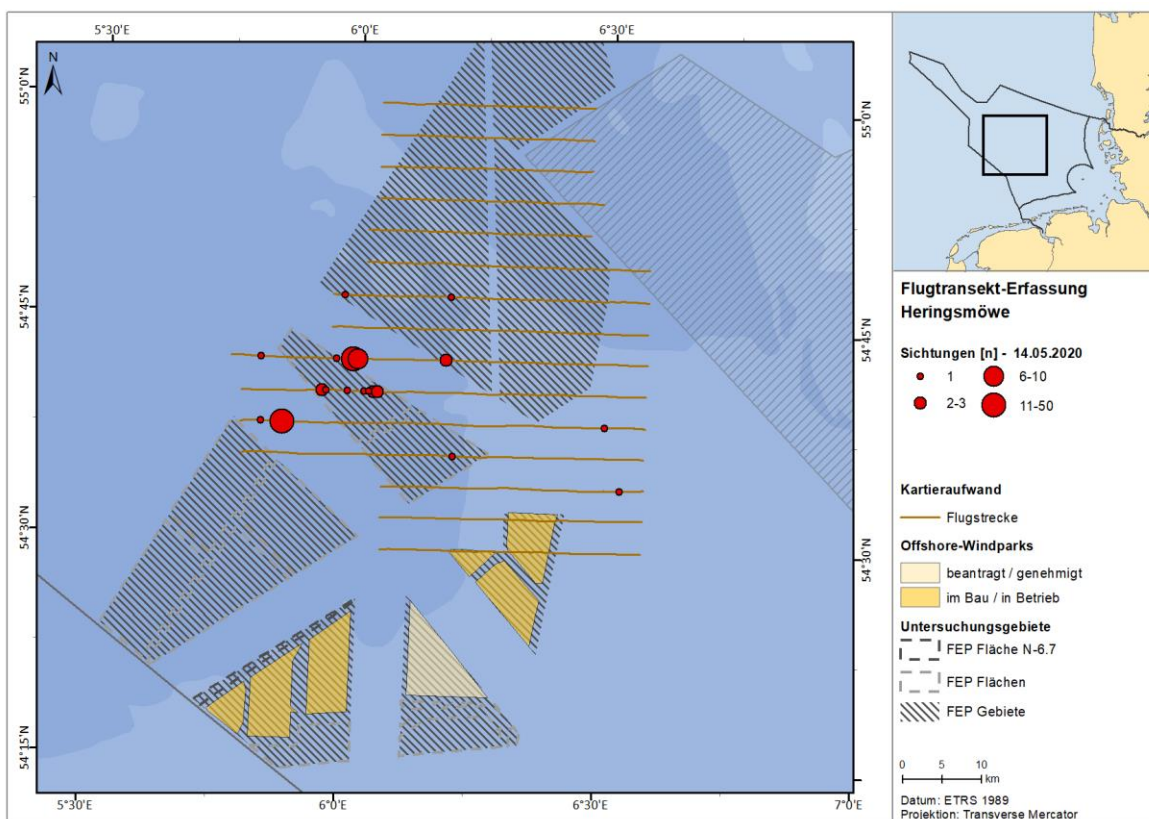 5°30'E 6°0'E 6°30'E
N
55°0'N
54°45'N
54°30'N
54°15'N
55°0'N
54°45'N
54°30'N
5°30'E 6°0'E 6°30'E 7°0'E
Flugtransekt-Erfassung
Heringsmöwe
Sichtungen [n] - 14.05.2020
1 6-10
2-3 11-50
Kartieraufwand
Flugstrecke
Offshore-Windparks
beantragt / genehmigt
im Bau / in Betrieb
Untersuchungsgebiete
FEP Fläche N-6.7
FEP Flächen
FEP Gebiete
0 5 10
km
Datum: ETRS 1989
Projektion: Transverse Mercator